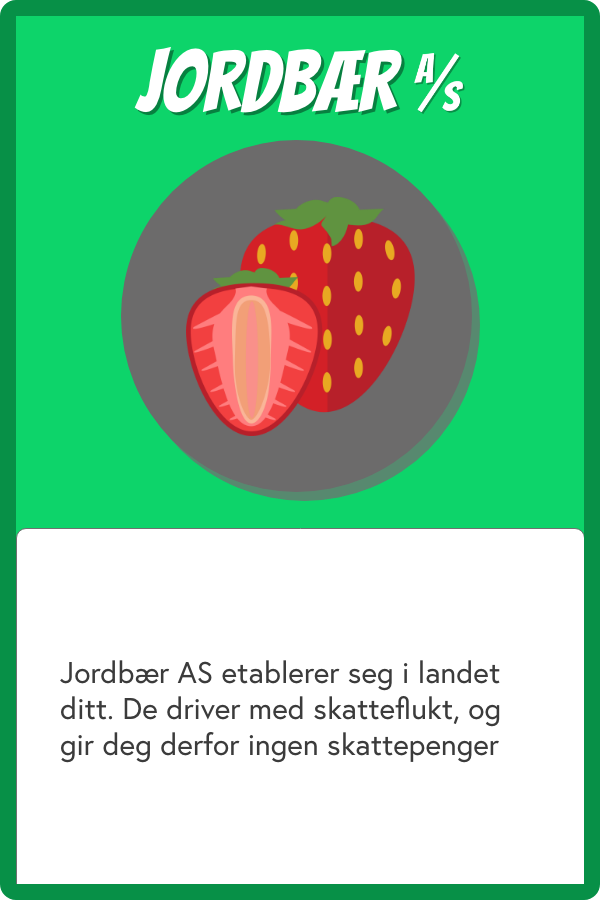 JORDBÆR A/S
Jordbær AS etablerer seg i landet
ditt. De driver med skatteflukt, og
gir deg derfor ingen skattepenger